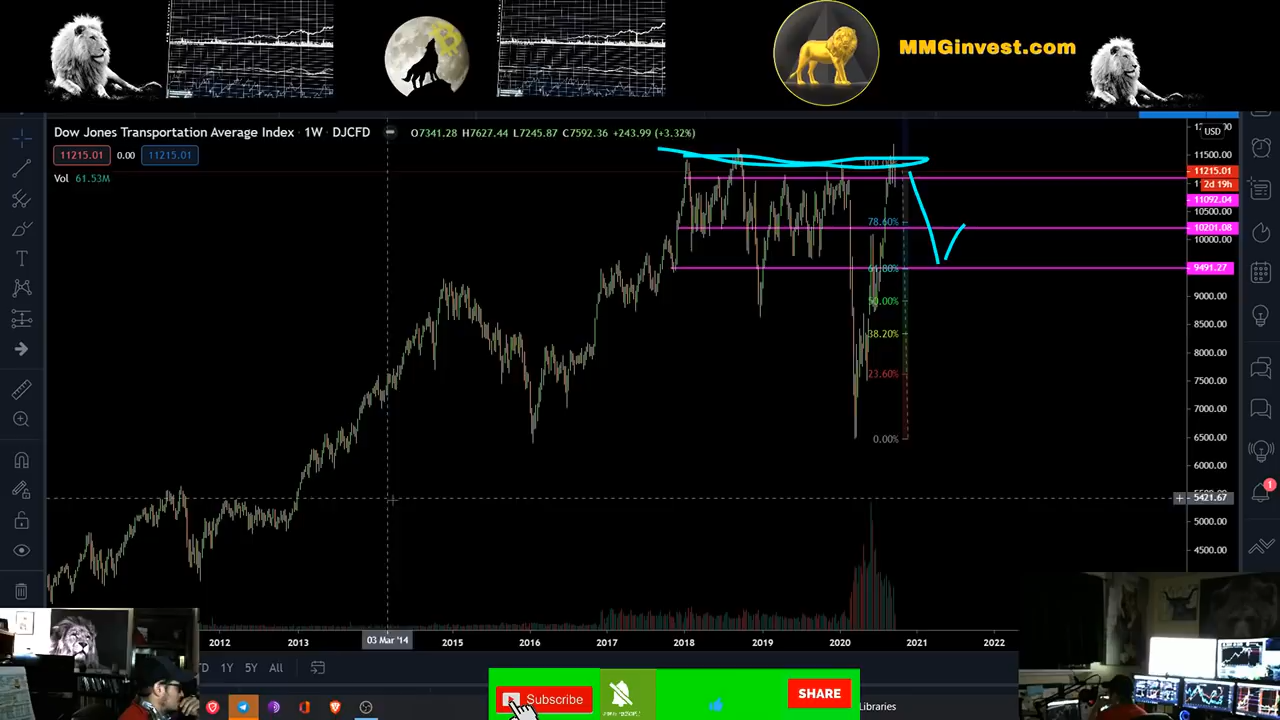 MMGinvest.com
Dow Jones Transportation Average Index · 1W · DJCFD
O7341.28 H7627.44 L7245.87 C7592.36 +243.99 (+3.32%)
USD
11215.01 0.00 11215.01
Vol 61.53M
11500.00
11215.01
2d 19h
11092.04
10500.00
10201.08
10000.00
9491.27
9000.00
8500.00
8000.00
7500.00
7000.00
6500.00
6000.00
5421.67
5000.00
4500.00
78.60%
61.80%
50.00%
38.20%
23.60%
0.00%
1
2012 2013 03 Mar '14 2015 2016 2017 2018 2019 2020 2021 2022
1Y 5Y All
Subscribe
SHARE
Libraries